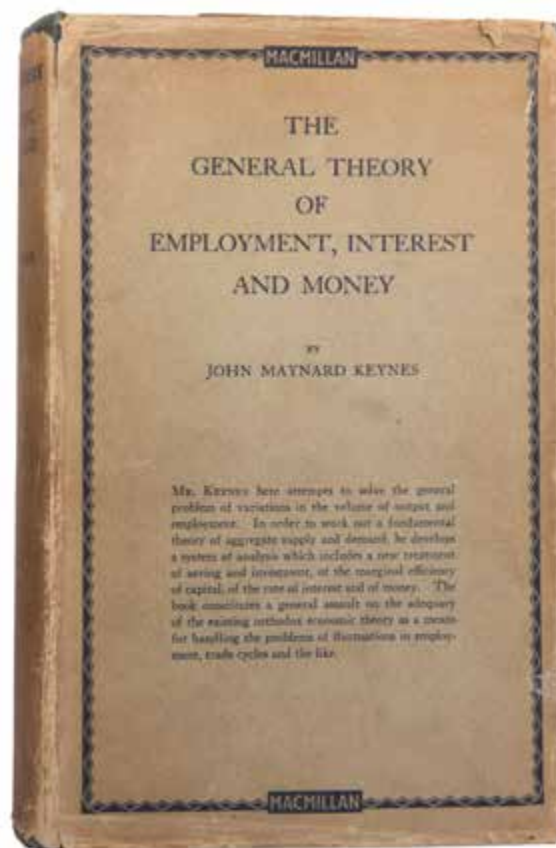 MACMILLAN
THE
GENERAL THEORY
OF
EMPLOYMENT, INTEREST
AND MONEY
BY
JOHN MAYNARD KEYNES
MR. KEYNES here attempts to solve the general
problem of variations in the volume of output and
employment. In order to work out a fundamental
theory of aggregate supply and demand, he develops
a system of analysis which includes a new treatment
of saving and investment, of the marginal efficiency
of capital, of the rate of interest and of money. The
book constitutes a general assault on the adequacy
of the existing orthodox economic theory as a means
for handling the problems of fluctuations in employ-
ment, trade cycles and the like.
MACMILLAN